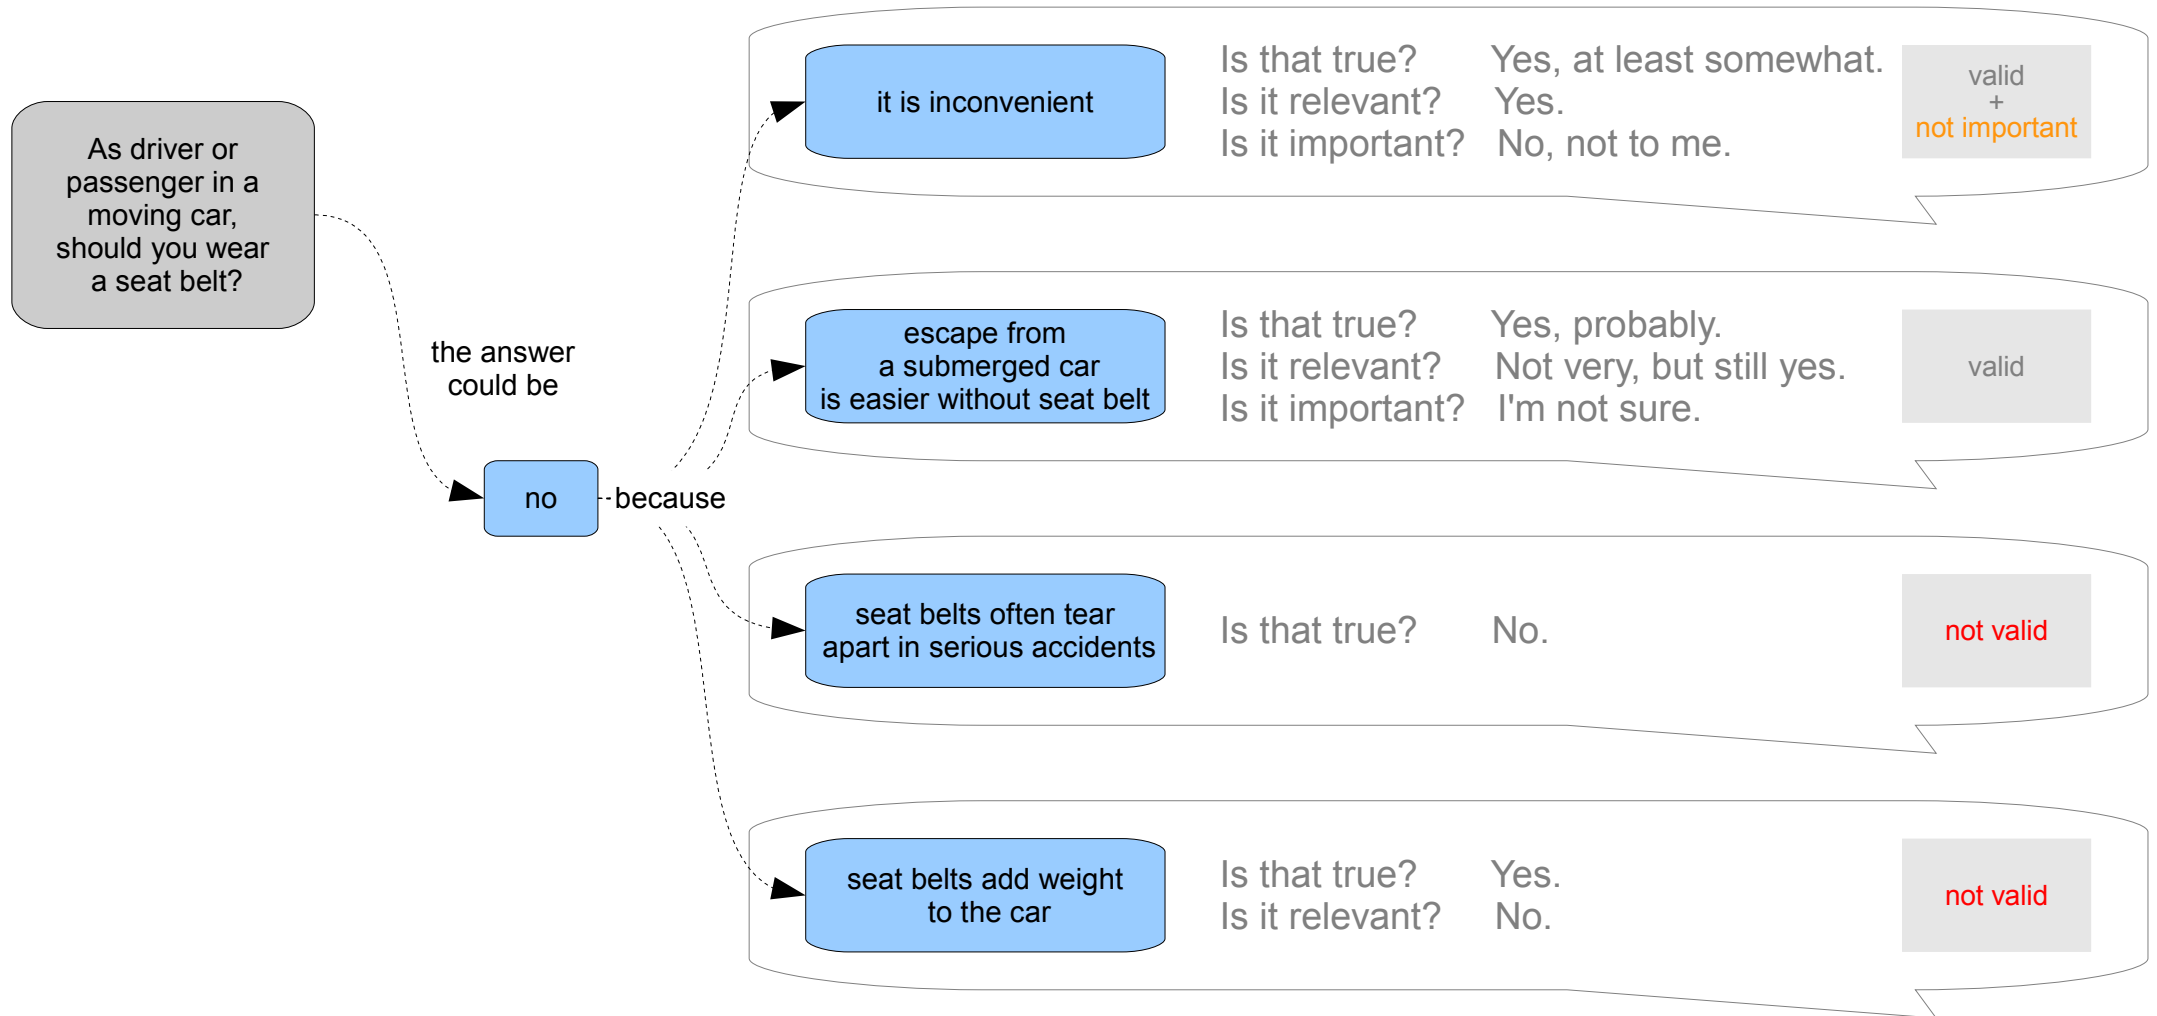 As driver or
passenger in a
moving car,
should you wear
a seat belt?
the answer
could be
no
because
it is inconvenient
Is that true? Yes, at least somewhat.
Is it relevant? Yes.
Is it important? No, not to me.
valid
+
not important
escape from
a submerged car
is easier without seat belt
Is that true? Yes, probably.
Is it relevant? Not very, but still yes.
Is it important? I'm not sure.
valid
seat belts often tear
apart in serious accidents
Is that true? No.
not valid
seat belts add weight
to the car
Is that true? Yes.
Is it relevant? No.
not valid